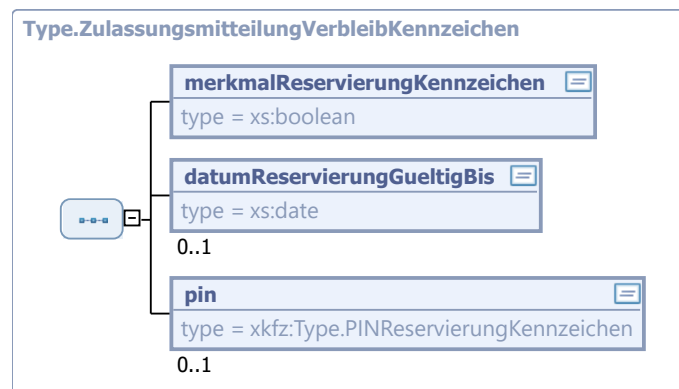 Type.ZulassungsmitteilungVerbleibKennzeichen
merkmalReservierungKennzeichen
type = xs:boolean
datumReservierungGueltigBis
type = xs:date
0..1
pin
type = xkfz:Type.PINReservierungKennzeichen
0..1